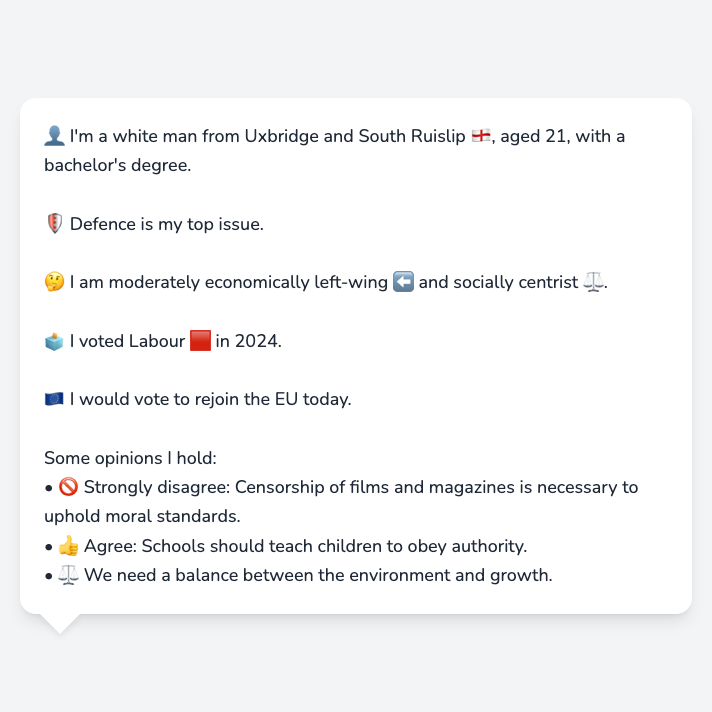 👤 I'm a white man from Uxbridge and South Ruislip 🏴󠁧󠁢󠁥󠁮󠁧󠁿, aged 21, with a
bachelor's degree.
🛡️ Defence is my top issue.
🤔 I am moderately economically left-wing ⬅️ and socially centrist ⚖️.
🗳️ I voted Labour 🟥 in 2024.
🇪🇺 I would vote to rejoin the EU today.
Some opinions I hold:
• 🚫 Strongly disagree: Censorship of films and magazines is necessary to
uphold moral standards.
• 👍 Agree: Schools should teach children to obey authority.
• ⚖️ We need a balance between the environment and growth.